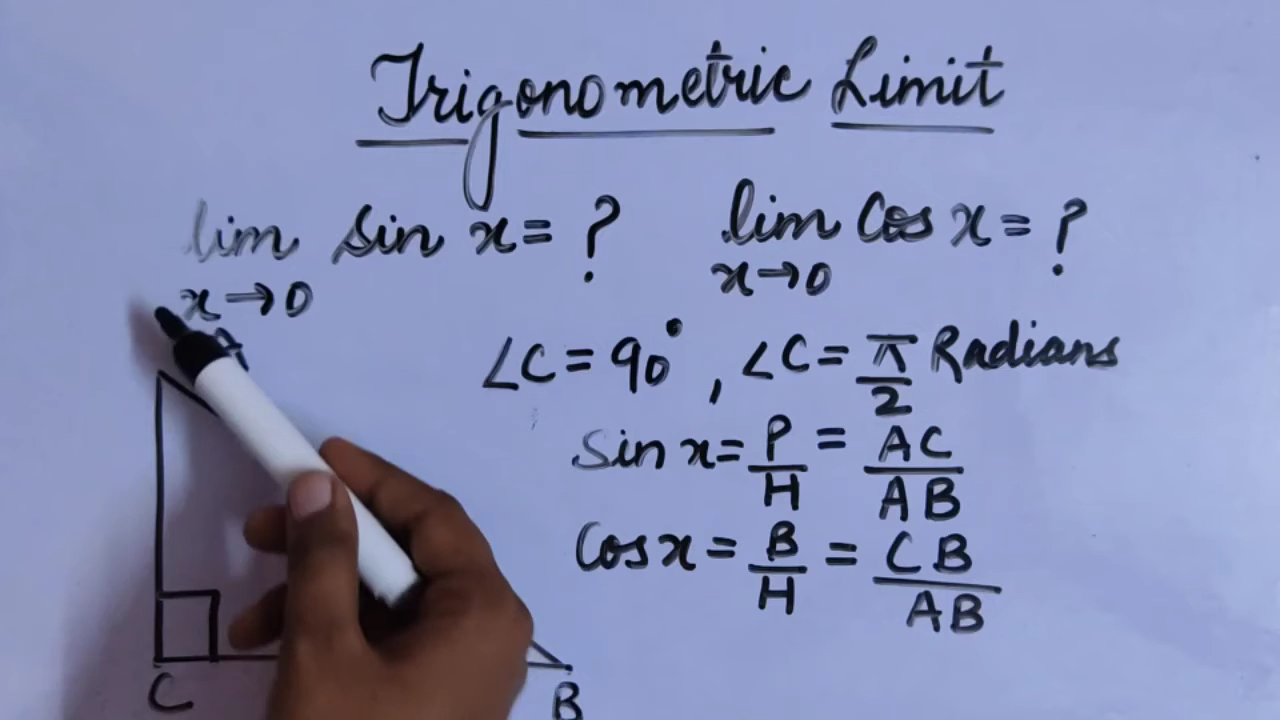 Trigonometric Limit
lim sin x = ? lim Cos x = ?
x→0 x→0
A
∠C = 90° , ∠C = π/2 Radians
Sin x = P/H = AC/AB
Cos x = B/H = CB/AB
C B